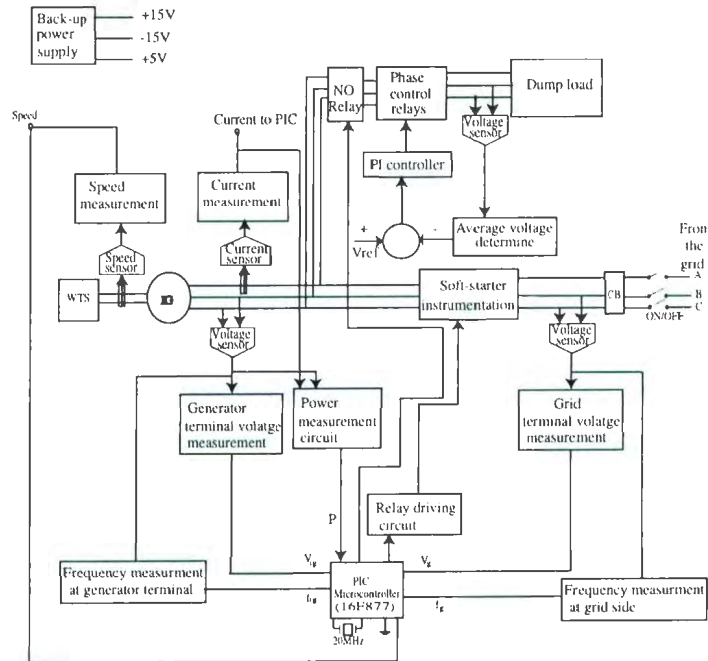 Back-up
power
supply
+15V
-15V
+5V
Speed
Current to PIC
NO
Relay
Phase
control
relays
Dump load
Voltage
sensor
Speed
measurement
Current
measurement
PI controller
+
-
Vref
Average voltage
determine
From
the
grid
Speed
sensor
Current
sensor
WTS
IG
Soft-starter
instrumentation
CB
A
B
C
ON/OFF
Voltage
sensor
Voltage
sensor
Generator
terminal volatge
measurement
Power
measurement
circuit
Grid
terminal volatge
measurement
P
Relay driving
circuit
Vig
Vg
Frequency measurment
at generator terminal
PIC
Microcontroller
(16F877)
fig
fg
Frequency measurment
at grid side
20MHz